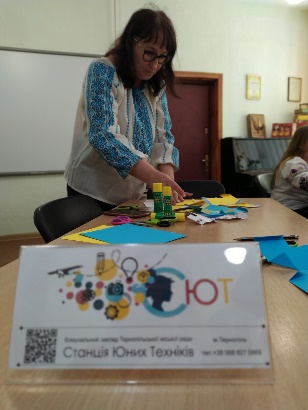 СЮТ
Комунальний заклад Тернопільської міської ради
м. Тернопіль
Станція Юних Техніків